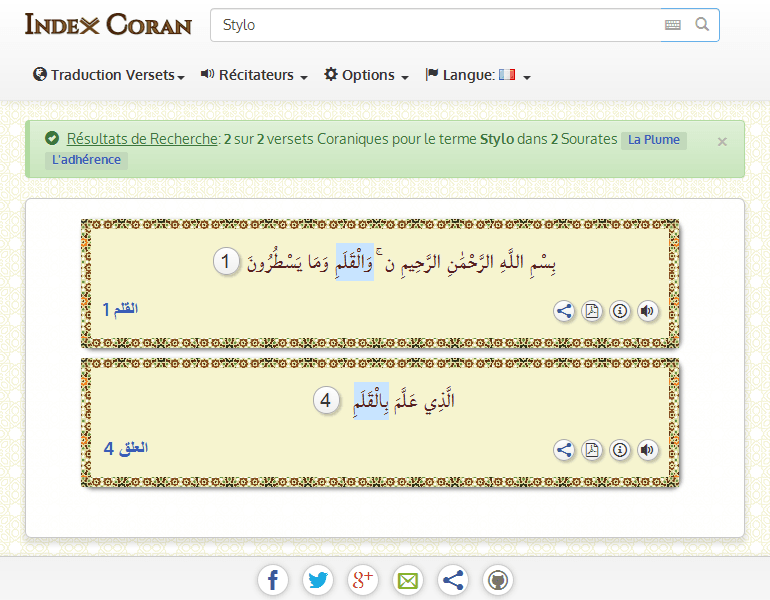 Index Coran
Stylo
Traduction Versets Récitateurs Options Langue:
Résultats de Recherche: 2 sur 2 versets Coraniques pour le terme Stylo dans 2 Sourates La Plume ×
L'adhérence
بِسْمِ اللَّهِ الرَّحْمَٰنِ الرَّحِيمِ ن ۚ وَالْقَلَمِ وَمَا يَسْطُرُونَ 1
القلم 1
الَّذِي عَلَّمَ بِالْقَلَمِ 4
العلق 4